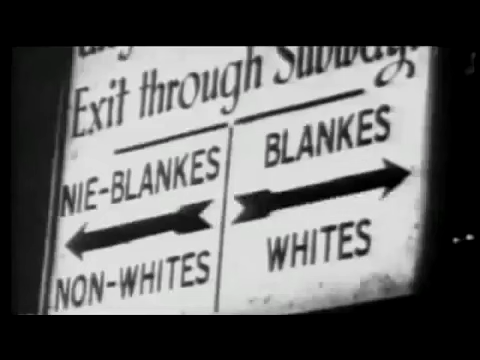 Exit through Subway.
NIE-BLANKES
BLANKES
NON-WHITES
WHITES